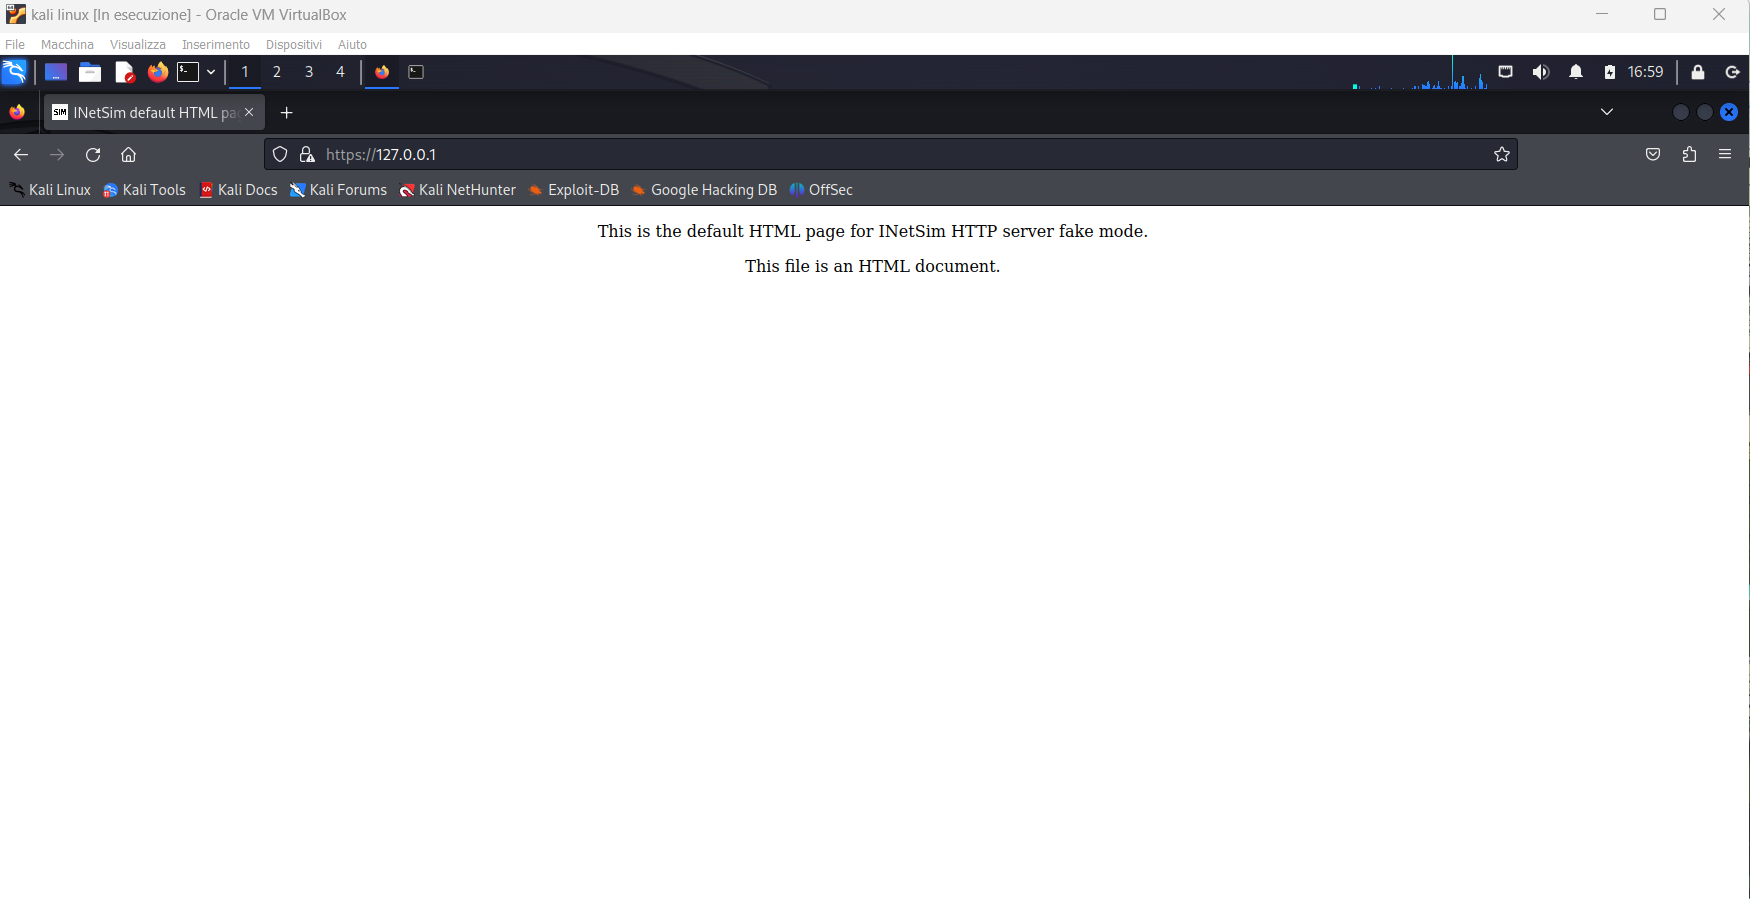 kali linux [In esecuzione] - Oracle VM VirtualBox
File Macchina Visualizza Inserimento Dispositivi Aiuto
1 2 3 4 16:59
SIM INetSim default HTML pa
https://127.0.0.1
Kali Linux Kali Tools Kali Docs Kali Forums Kali NetHunter Exploit-DB Google Hacking DB OffSec
This is the default HTML page for INetSim HTTP server fake mode.
This file is an HTML document.